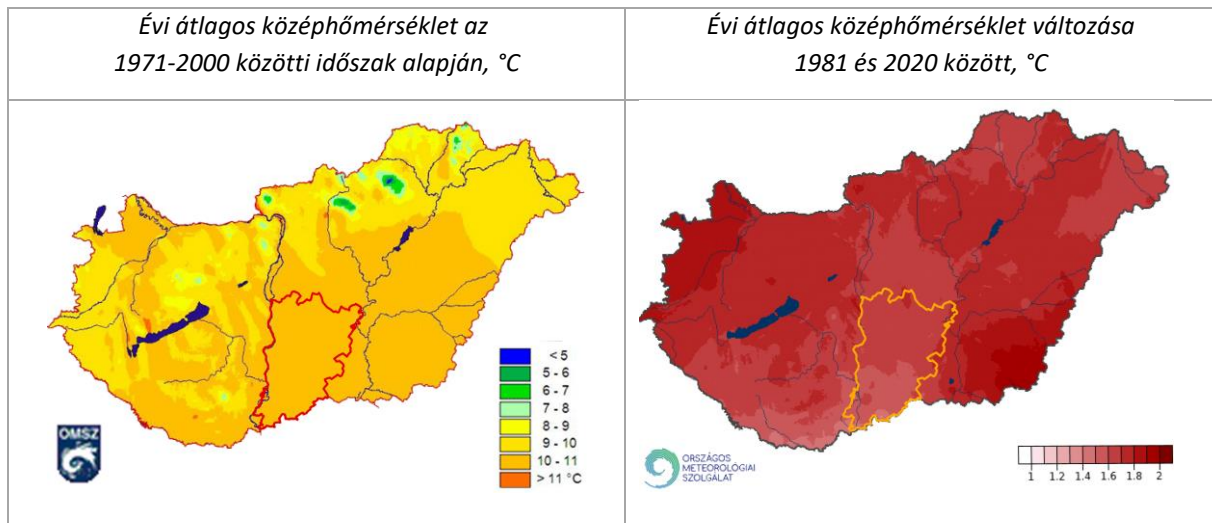 Évi átlagos középhőmérséklet az
1971-2000 közötti időszak alapján, °C
Évi átlagos középhőmérséklet változása
1981 és 2020 között, °C
< 5
5 - 6
6 - 7
7 - 8
8 - 9
9 - 10
10 - 11
> 11 °C
OMSZ
ORSZÁGOS
METEOROLÓGIAI
SZOLGÁLAT
1 1.2 1.4 1.6 1.8 2